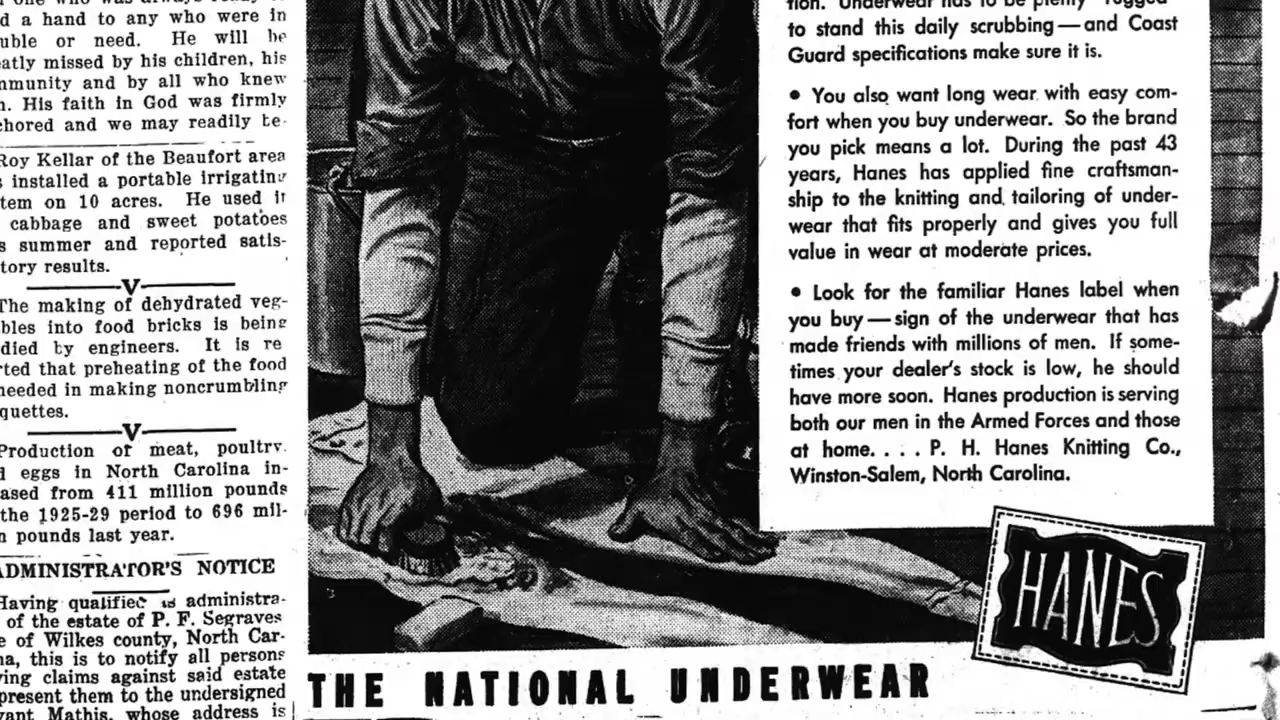 d a hand to any who were in
uble or need. He will be
eatly missed by his children, his
mmunity and by all who knew
n. His faith in God was firmly
chored and we may readily be-
Roy Kellar of the Beaufort area
s installed a portable irrigating
tem on 10 acres. He used it
cabbage and sweet potatoes
s summer and reported satis-
tory results.
V
The making of dehydrated veg-
bles into food bricks is being
died by engineers. It is re
rted that preheating of the food
needed in making noncrumbling
quettes.
V
Production of meat, poultry
d eggs in North Carolina in-
ased from 411 million pounds
the 1925-29 period to 696 mil-
n pounds last year.
ADMINISTRATOR'S NOTICE
Having qualified as administra-
of the estate of P. F. Segraves
e of Wilkes county, North Car-
na, this is to notify all persons
ving claims against said estate
present them to the undersigned
vant Mathis, whose address is
tion. Underwear has to be plenty "rugged"
to stand this daily scrubbing—and Coast
Guard specifications make sure it is.
• You also want long wear with easy com-
fort when you buy underwear. So the brand
you pick means a lot. During the past 43
years, Hanes has applied fine craftsman-
ship to the knitting and tailoring of under-
wear that fits properly and gives you full
value in wear at moderate prices.
• Look for the familiar Hanes label when
you buy—sign of the underwear that has
made friends with millions of men. If some-
times your dealer's stock is low, he should
have more soon. Hanes production is serving
both our men in the Armed Forces and those
at home. . . . P. H. Hanes Knitting Co.,
Winston-Salem, North Carolina.
HANES
THE NATIONAL UNDERWEAR